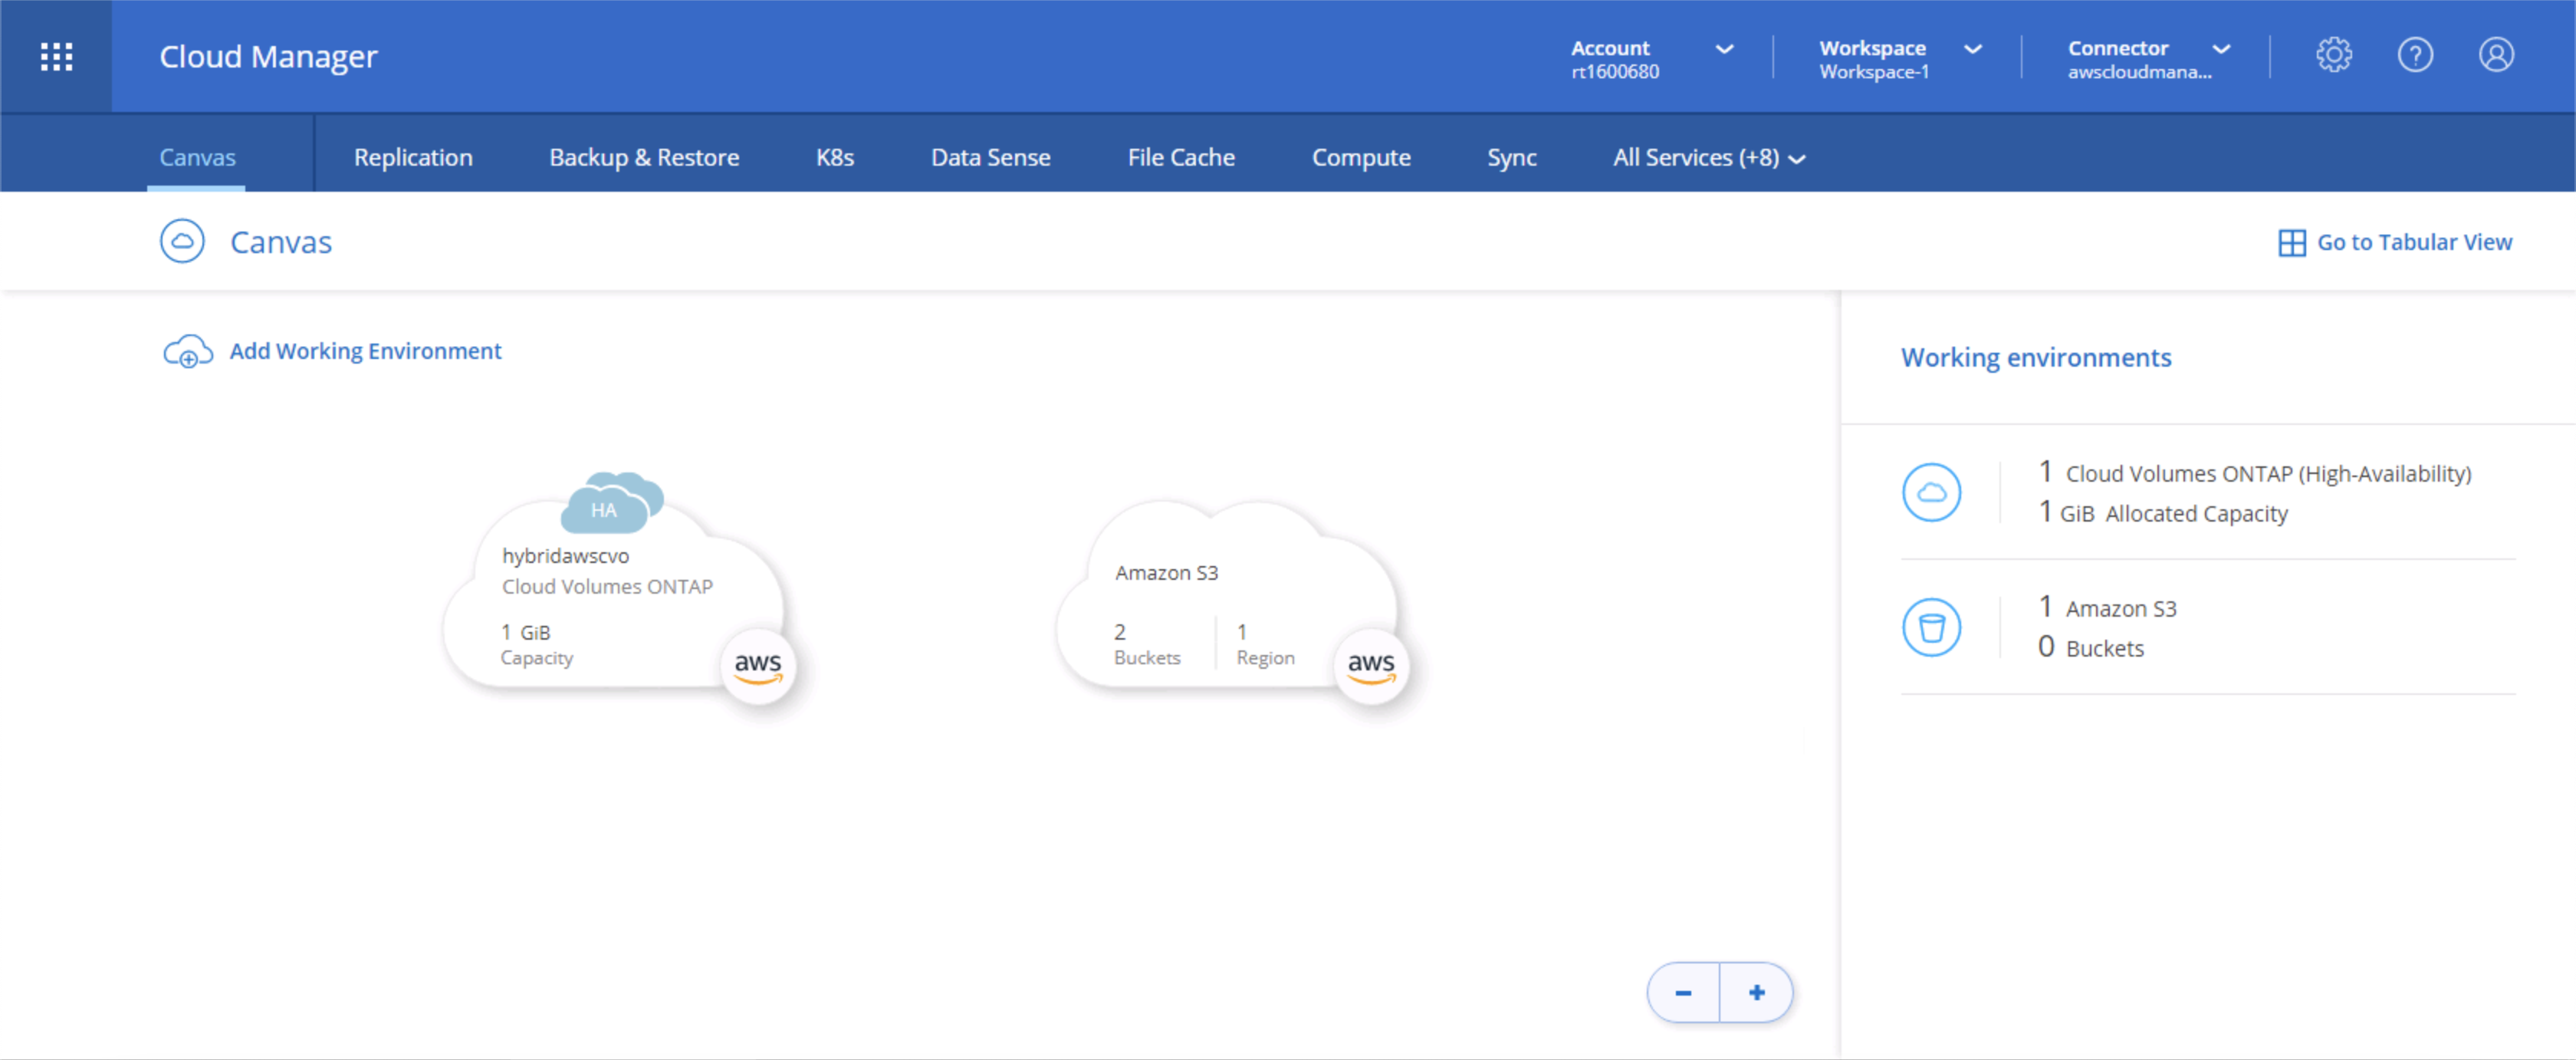 Cloud Manager
Account
rt1600680
Workspace
Workspace-1
Connector
awscloudmana...
Canvas
Replication
Backup & Restore
K8s
Data Sense
File Cache
Compute
Sync
All Services (+8)
Canvas
Go to Tabular View
Add Working Environment
HA
hybridawscvo
Cloud Volumes ONTAP
1 GiB
Capacity
aws
Amazon S3
2
Buckets
1
Region
aws
Working environments
1 Cloud Volumes ONTAP (High-Availability)
1 GiB Allocated Capacity
1 Amazon S3
0 Buckets